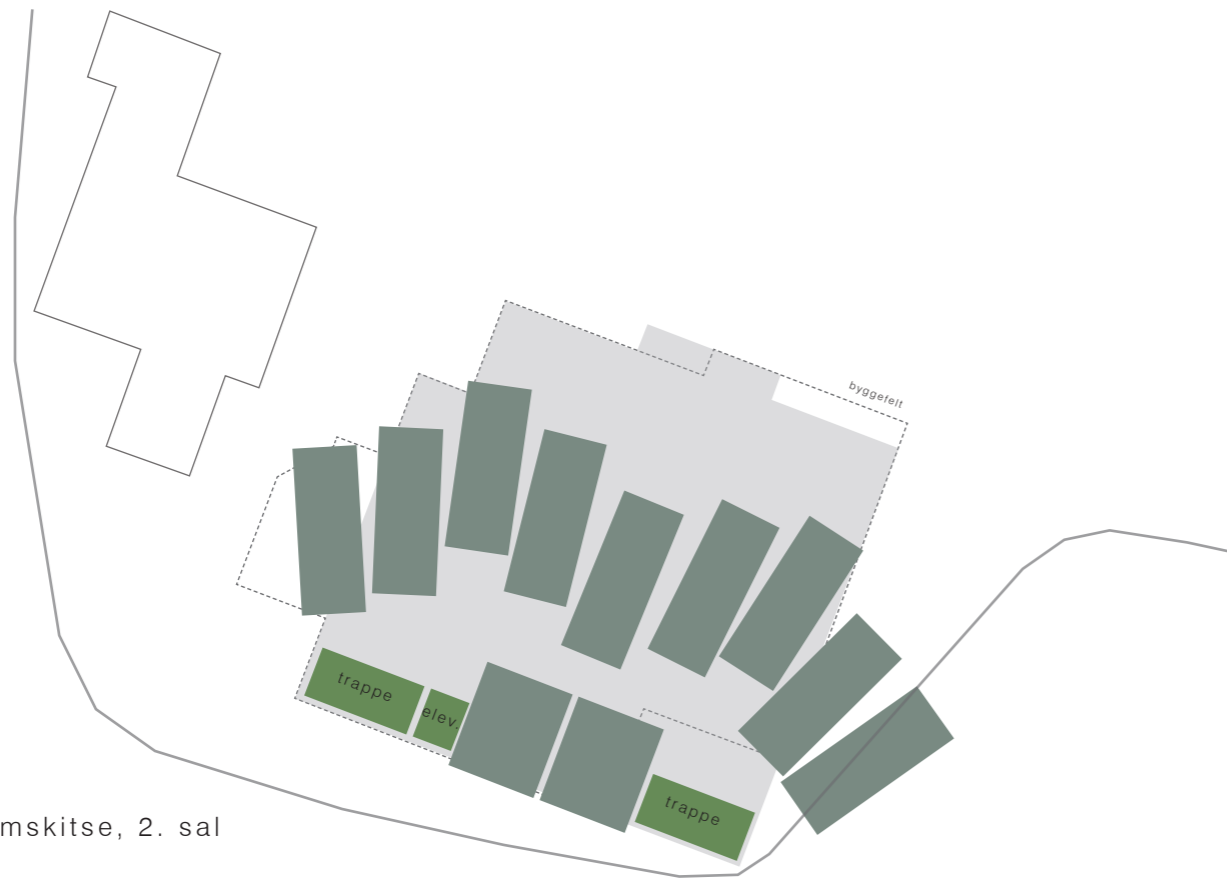 byggefelt
trappe
elev.
trappe
mskitse, 2. sal